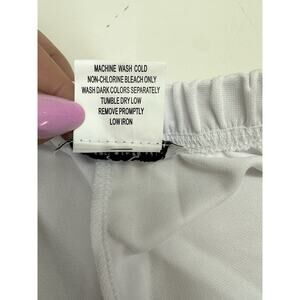 MACHINE WASH COLD
NON-CHLORINE BLEACH ONLY
WASH DARK COLORS SEPARATELY
TUMBLE DRY LOW
REMOVE PROMPTLY
LOW IRON